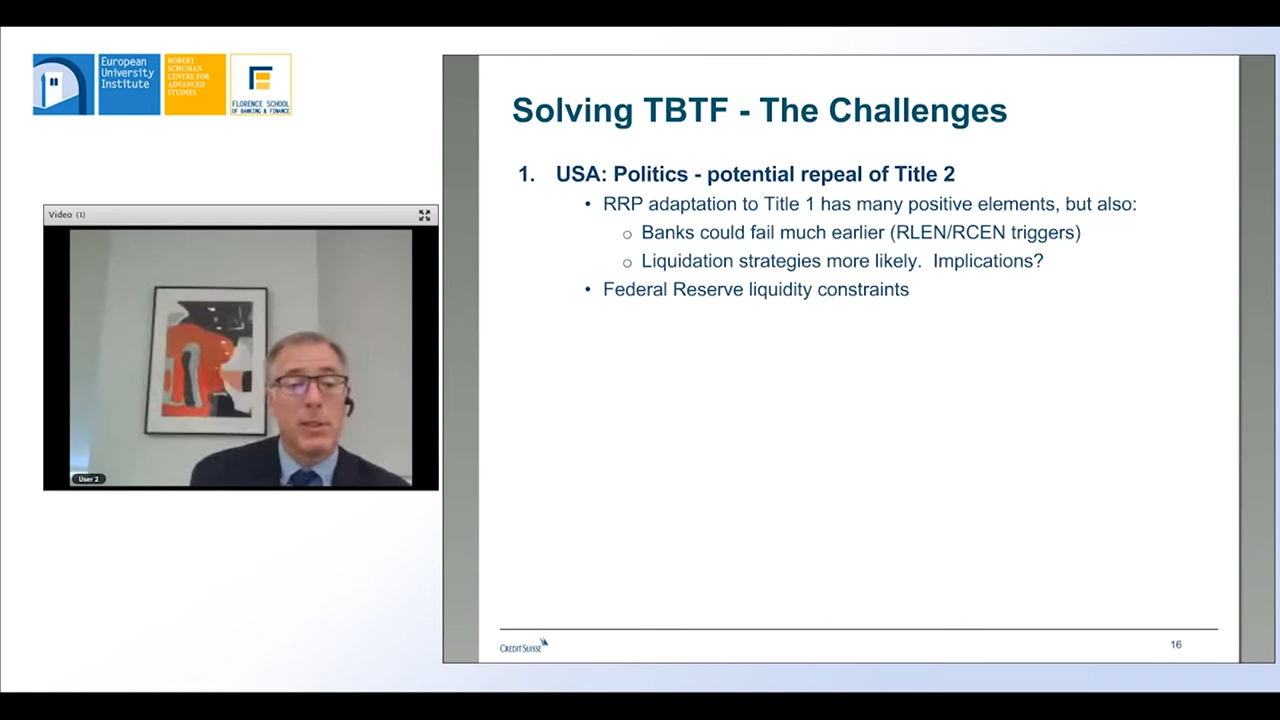 European
University
Institute
ROBERT
SCHUMAN
CENTRE FOR
ADVANCED
STUDIES
FLORENCE SCHOOL
OF BANKING & FINANCE
Video (1)
User 2
Solving TBTF - The Challenges
1. USA: Politics - potential repeal of Title 2
• RRP adaptation to Title 1 has many positive elements, but also:
o Banks could fail much earlier (RLEN/RCEN triggers)
o Liquidation strategies more likely. Implications?
• Federal Reserve liquidity constraints
CREDIT SUISSE
16